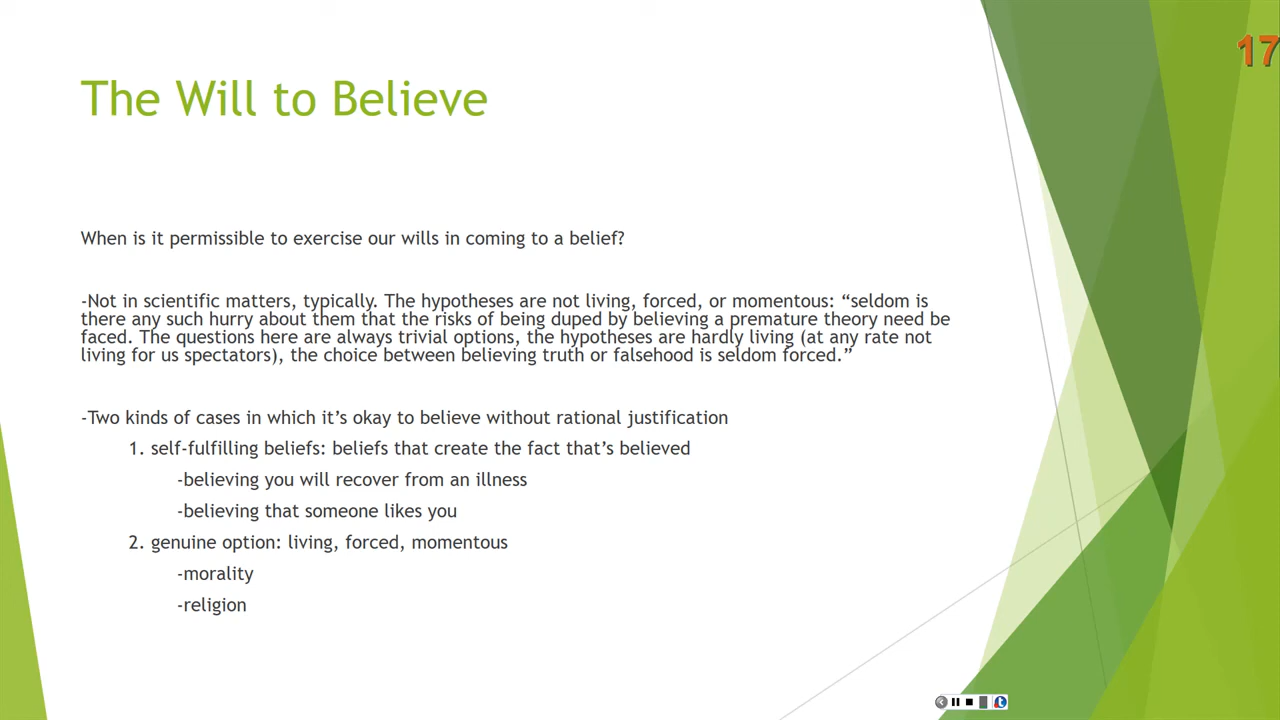 17
The Will to Believe
When is it permissible to exercise our wills in coming to a belief?
-Not in scientific matters, typically. The hypotheses are not living, forced, or momentous: “seldom is
there any such hurry about them that the risks of being duped by believing a premature theory need be
faced. The questions here are always trivial options, the hypotheses are hardly living (at any rate not
living for us spectators), the choice between believing truth or falsehood is seldom forced.”
-Two kinds of cases in which it’s okay to believe without rational justification
1. self-fulfilling beliefs: beliefs that create the fact that’s believed
-believing you will recover from an illness
-believing that someone likes you
2. genuine option: living, forced, momentous
-morality
-religion